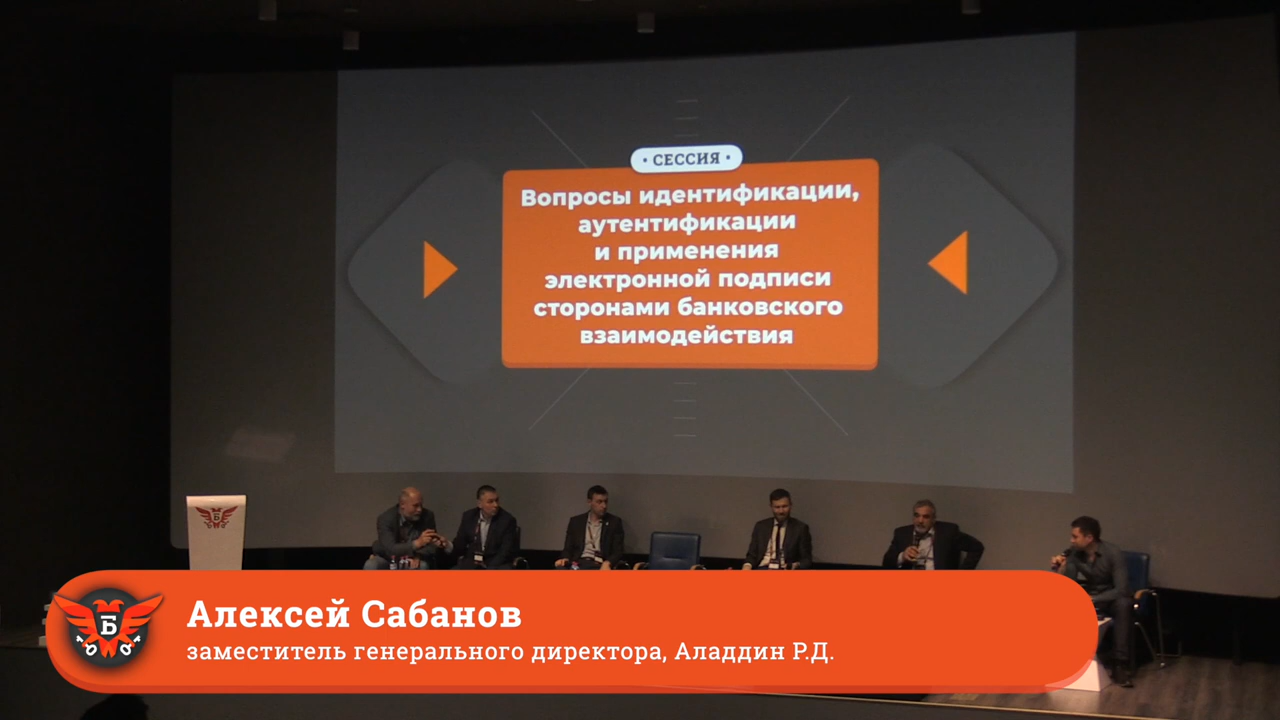 • СЕССИЯ •
Вопросы идентификации,
аутентификации
и применения
электронной подписи
сторонами банковского
взаимодействия
Б
Алексей Сабанов
заместитель генерального директора, Аладдин Р.Д.